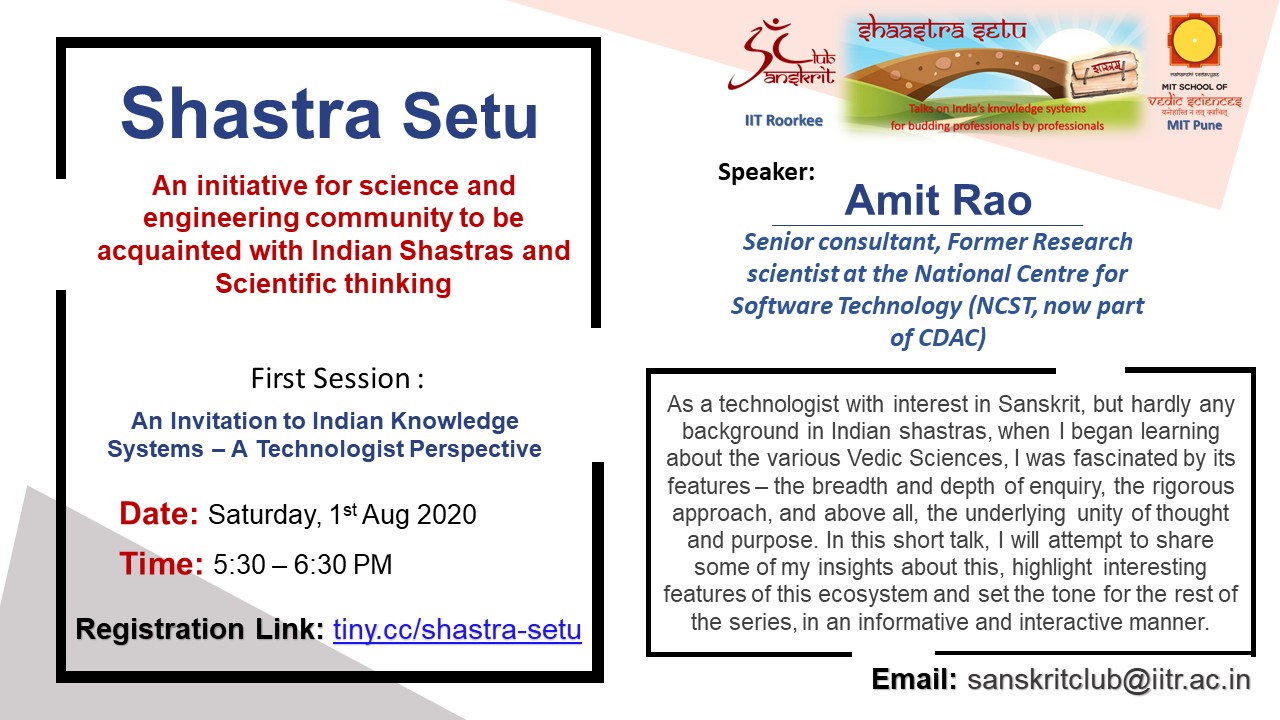 Shastra Setu
An initiative for science and
engineering community to be
acquainted with Indian Shastras and
Scientific thinking
First Session :
An Invitation to Indian Knowledge
Systems – A Technologist Perspective
Date: Saturday, 1st Aug 2020
Time: 5:30 – 6:30 PM
Registration Link: tiny.cc/shastra-setu
Sanskrit Club
IIT Roorkee
shaastra setu
शास्त्रम्
Talks on India's knowledge systems
for budding professionals by professionals
maharshi vedavyas
MIT SCHOOL OF
vedic sciences
यन्नेहास्ति न तत् क्वचित्
MIT Pune
Speaker:
Amit Rao
Senior consultant, Former Research
scientist at the National Centre for
Software Technology (NCST, now part
of CDAC)
As a technologist with interest in Sanskrit, but hardly any
background in Indian shastras, when I began learning
about the various Vedic Sciences, I was fascinated by its
features – the breadth and depth of enquiry, the rigorous
approach, and above all, the underlying unity of thought
and purpose. In this short talk, I will attempt to share
some of my insights about this, highlight interesting
features of this ecosystem and set the tone for the rest of
the series, in an informative and interactive manner.
Email: sanskritclub@iitr.ac.in